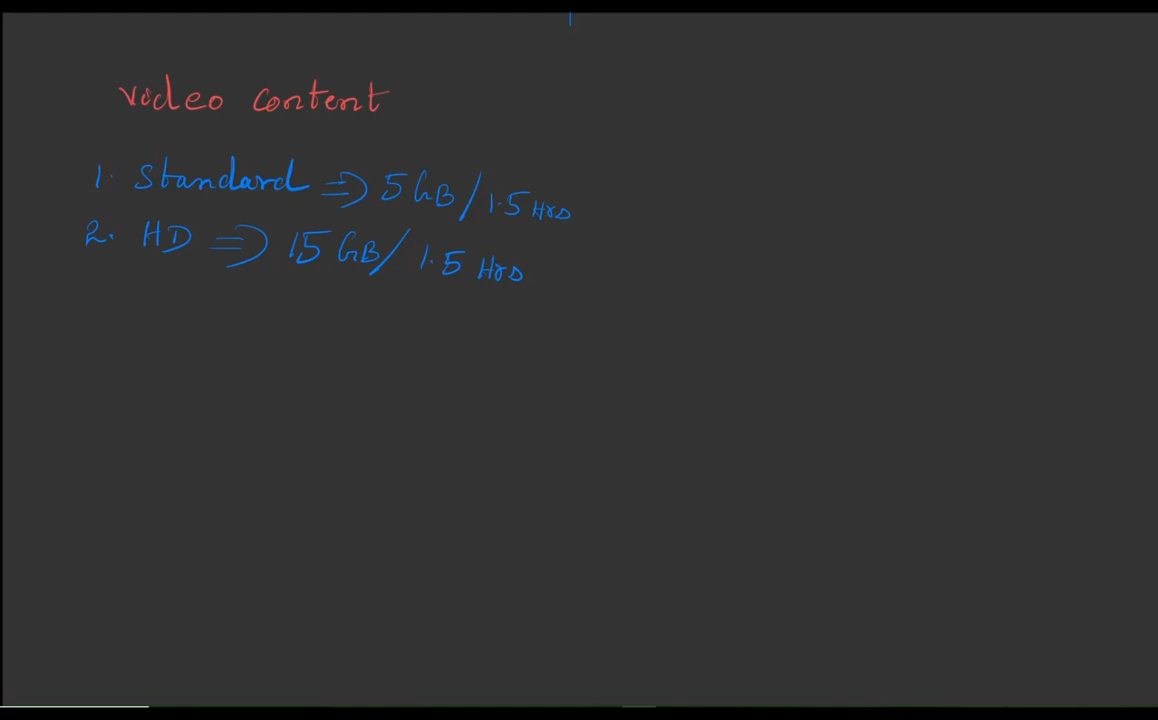 video content
1. Standard => 5 GB / 1.5 Hrs
2. HD => 15 GB / 1.5 Hrs